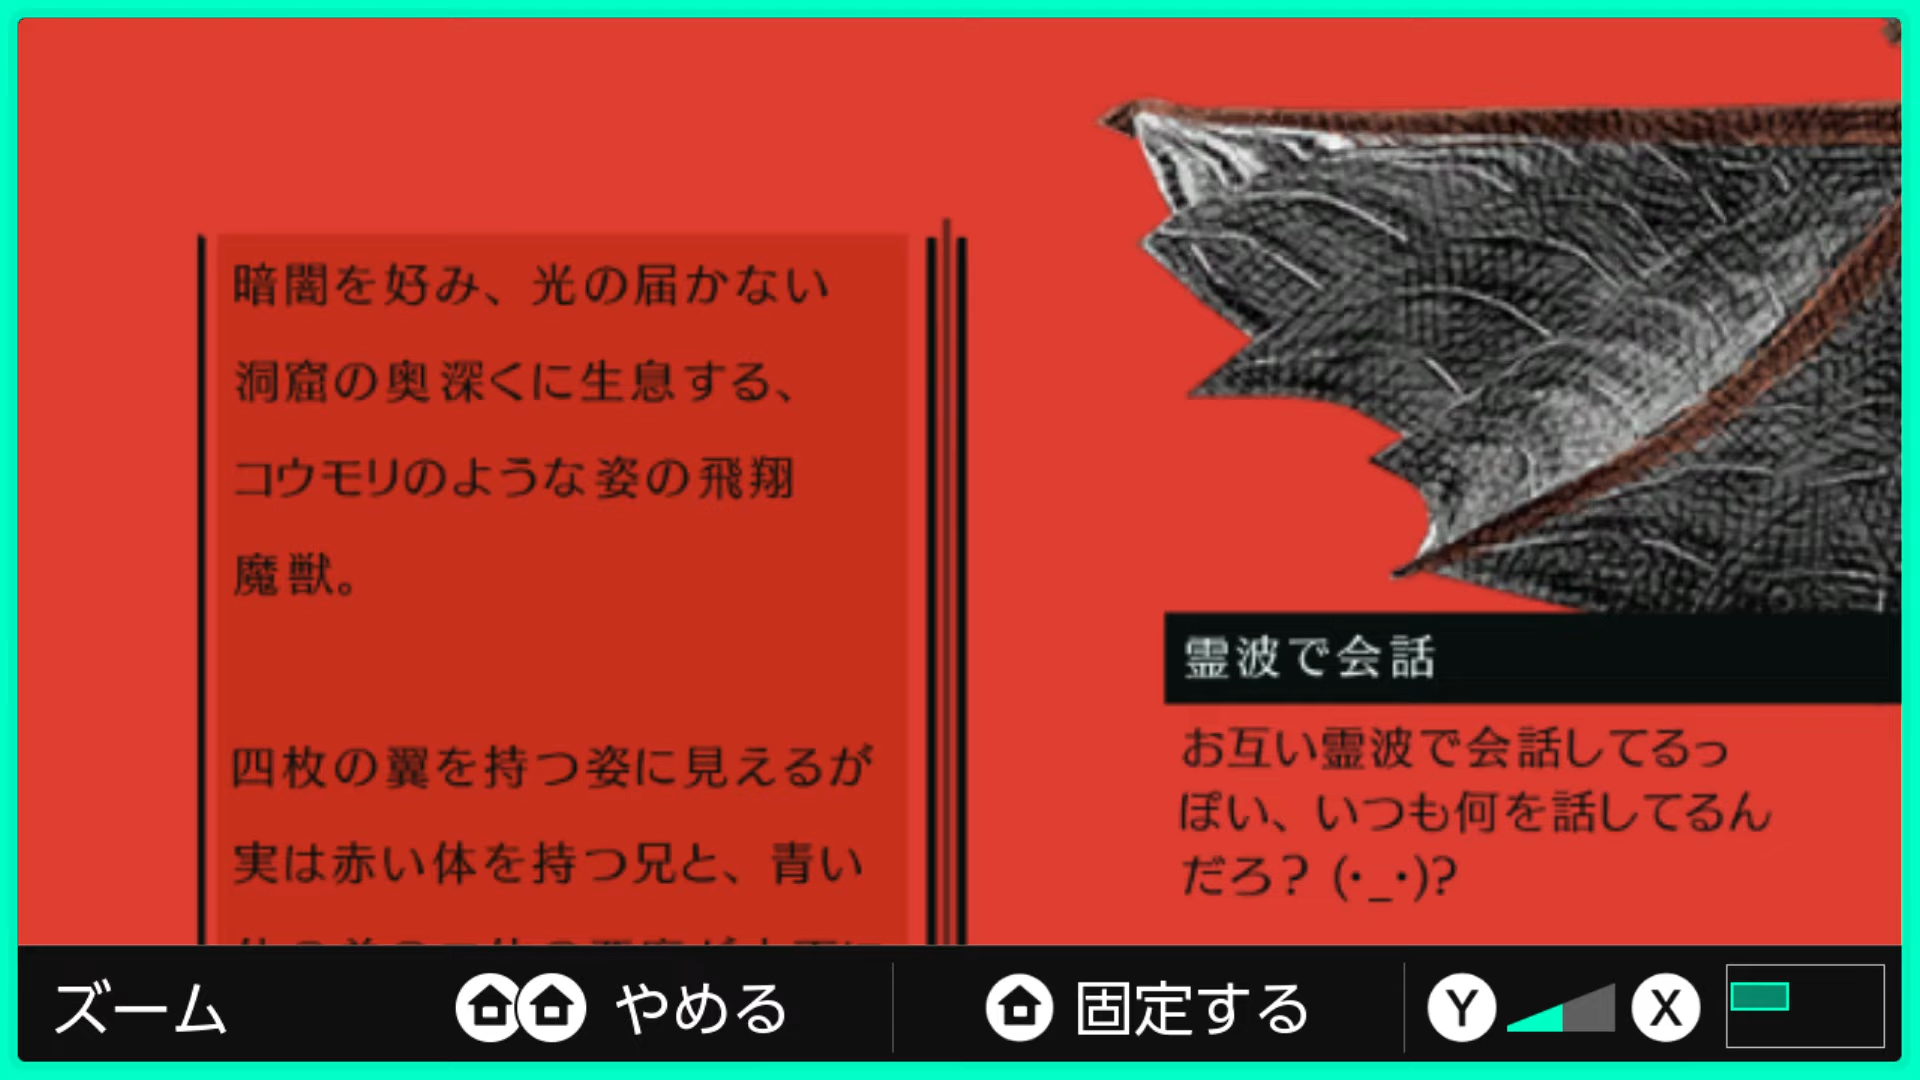 暗闇を好み、光の届かない
洞窟の奥深くに生息する、
コウモリのような姿の飛翔
魔獣。
四枚の翼を持つ姿に見えるが
実は赤い体を持つ兄と、青い
霊波で会話
お互い霊波で会話してるっ
ぽい、いつも何を話してるん
だろ？ (・_・)?
ズーム
やめる
固定する
Y
X